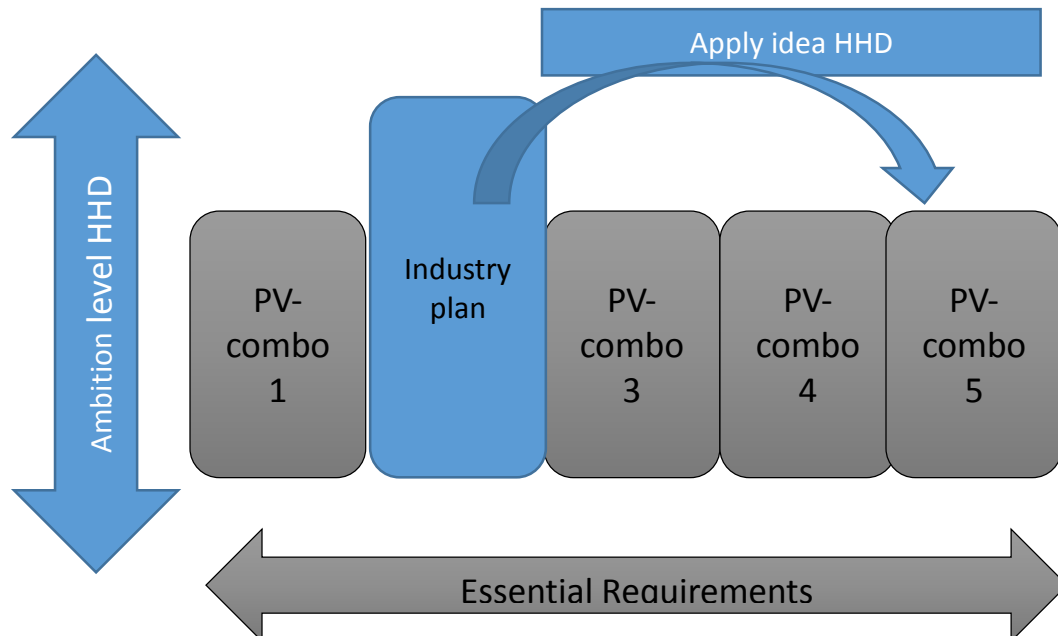 Apply idea HHD
Ambition level HHD
PV-
combo
1
Industry
plan
PV-
combo
3
PV-
combo
4
PV-
combo
5
Essential Requirements